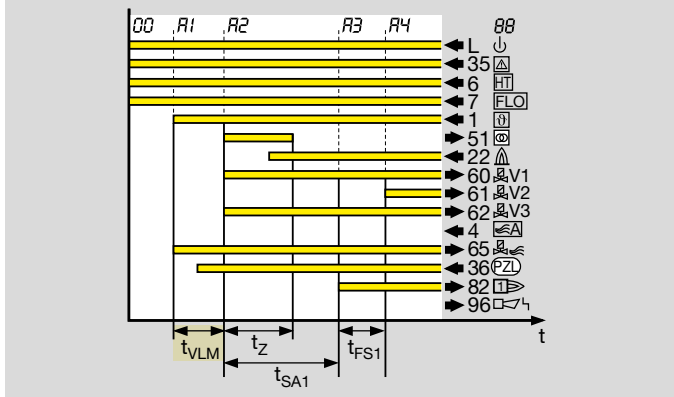 00 A1 A2 A3 A4 88
L
35
6 HT
7 FLO
1 ϑ
51
22
60 V1
61 V2
62 V3
4 A
65
36 PZL
82 1
96
t
tVLM tZ tFS1
tSA1